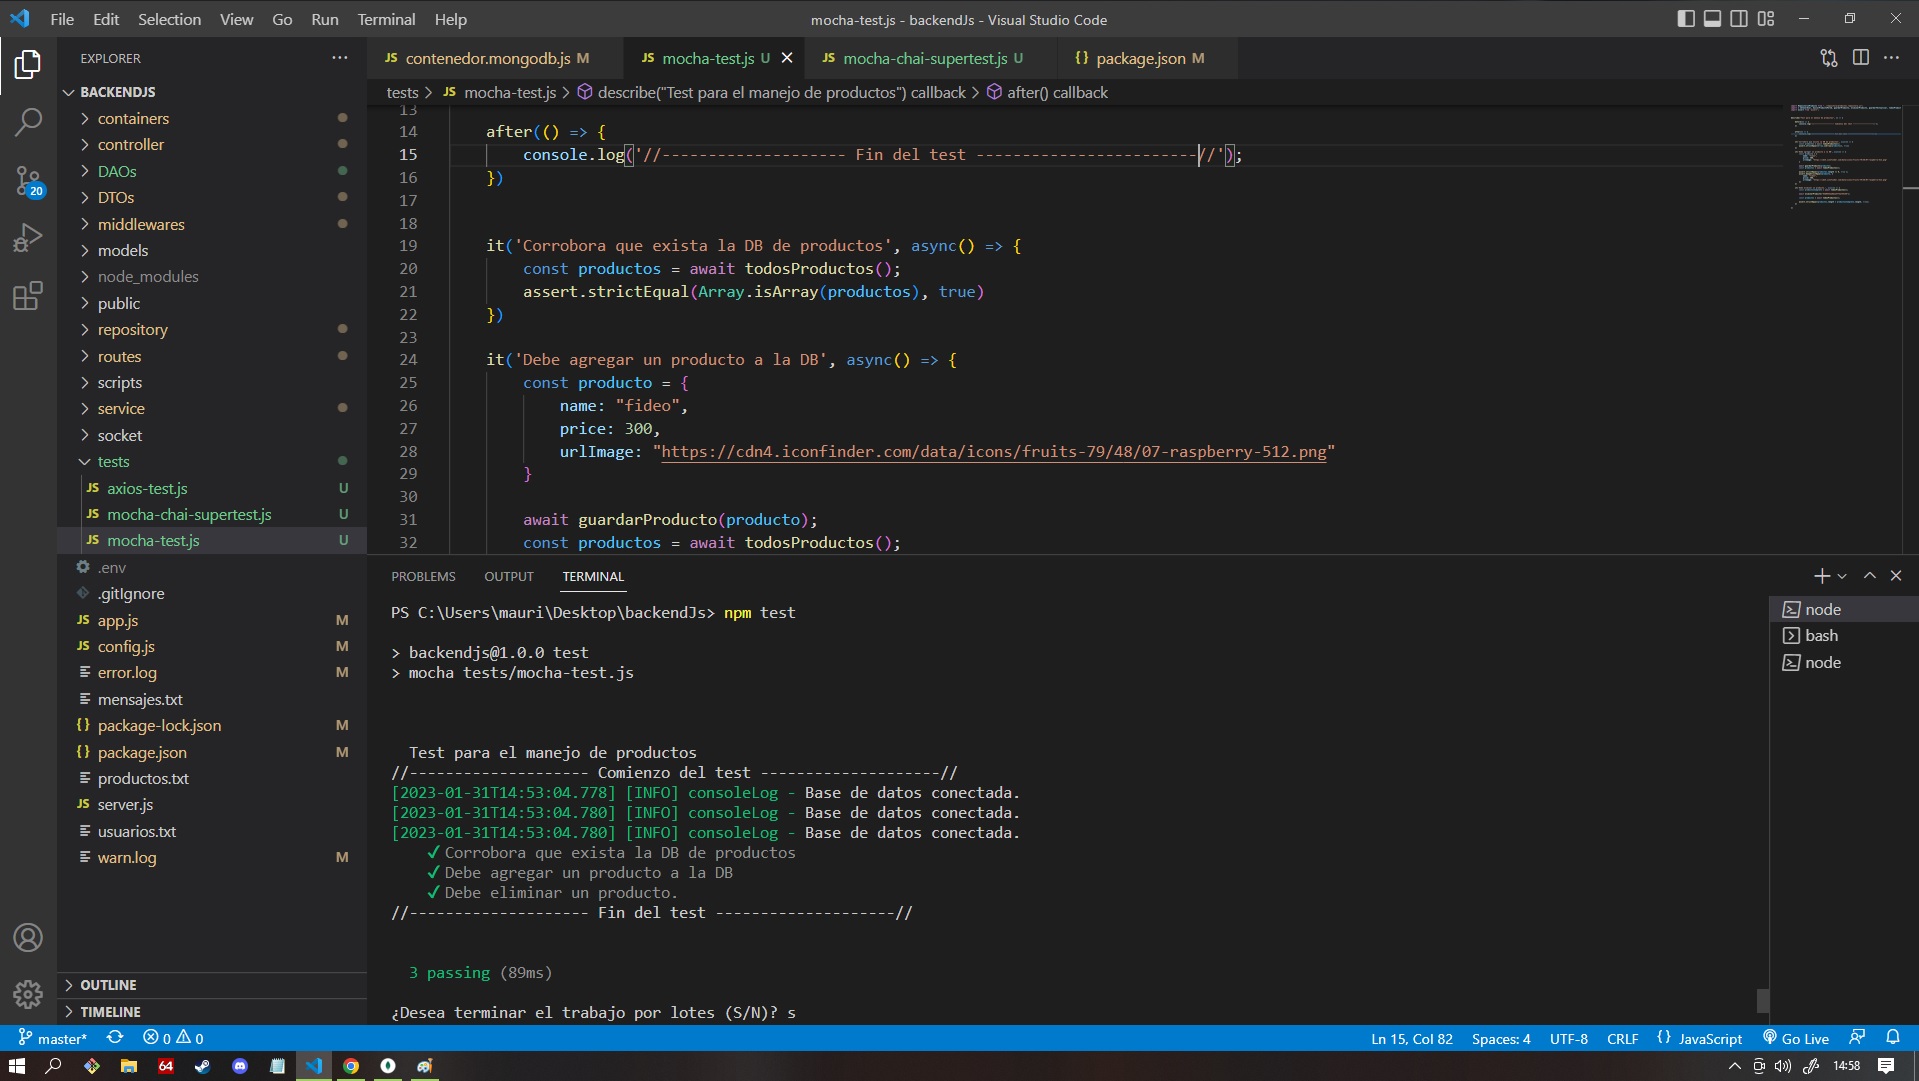 File Edit Selection View Go Run Terminal Help
mocha-test.js - backendJs - Visual Studio Code
EXPLORER
JS contenedor.mongodb.js M
JS mocha-test.js U
JS mocha-chai-supertest.js U
{} package.json M
tests > JS mocha-test.js > describe("Test para el manejo de productos") callback > after() callback
BACKENDJS
containers
controller
DAOs
DTOs
middlewares
models
node_modules
public
repository
routes
scripts
service
socket
tests
JS axios-test.js U
JS mocha-chai-supertest.js U
JS mocha-test.js U
.env
.gitIgnore
JS app.js M
JS config.js M
error.log M
mensajes.txt
{} package-lock.json M
{} package.json M
productos.txt
JS server.js
usuarios.txt
warn.log M
OUTLINE
TIMELINE
20
13
14 after(() => {
15 console.log('//-------------------- Fin del test ------------------------//');
16 })
17
18
19 it('Corrobora que exista la DB de productos', async() => {
20 const productos = await todosProductos();
21 assert.strictEqual(Array.isArray(productos), true)
22 })
23
24 it('Debe agregar un producto a la DB', async() => {
25 const producto = {
26 name: "fideo",
27 price: 300,
28 urlImage: "https://cdn4.iconfinder.com/data/icons/fruits-79/48/07-raspberry-512.png"
29 }
30
31 await guardarProducto(producto);
32 const productos = await todosProductos();
PROBLEMS OUTPUT TERMINAL
node
bash
node
PS C:\Users\mauri\Desktop\backendJs> npm test
> backendjs@1.0.0 test
> mocha tests/mocha-test.js
Test para el manejo de productos
//-------------------- Comienzo del test --------------------//
[2023-01-31T14:53:04.778] [INFO] consoleLog - Base de datos conectada.
[2023-01-31T14:53:04.780] [INFO] consoleLog - Base de datos conectada.
[2023-01-31T14:53:04.780] [INFO] consoleLog - Base de datos conectada.
✓ Corrobora que exista la DB de productos
✓ Debe agregar un producto a la DB
✓ Debe eliminar un producto.
//-------------------- Fin del test --------------------//
3 passing (89ms)
¿Desea terminar el trabajo por lotes (S/N)? s
master* 0 0 Ln 15, Col 82 Spaces: 4 UTF-8 CRLF {} JavaScript Go Live
64
14:58